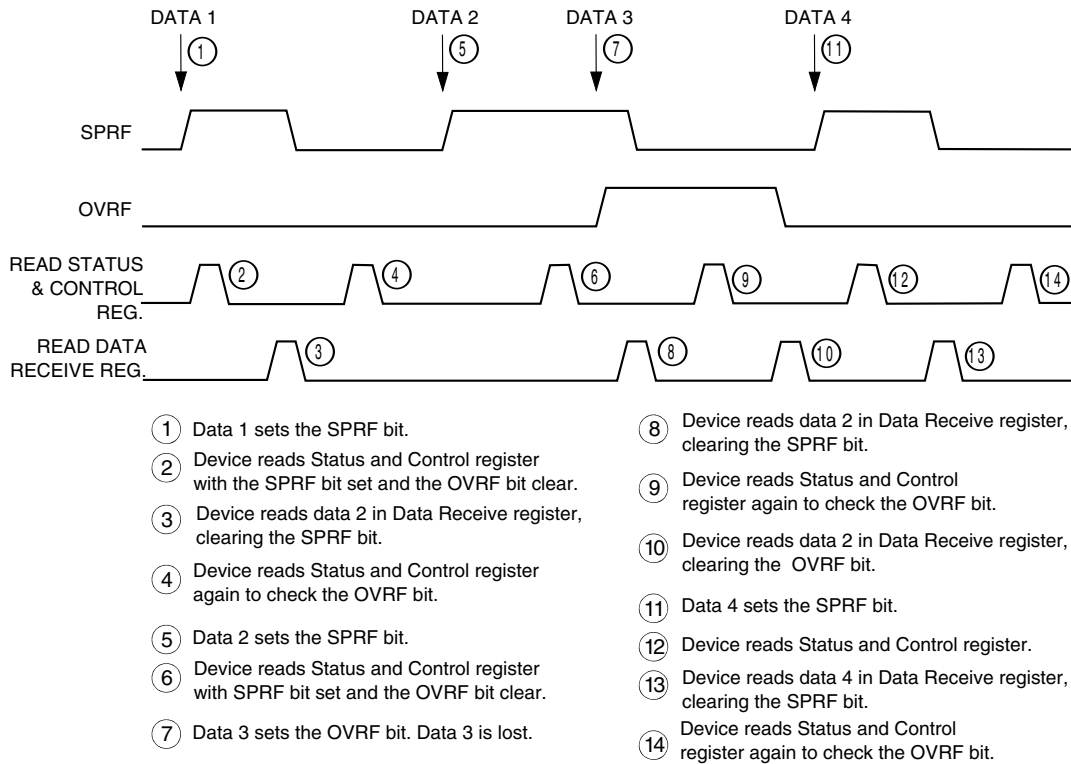 DATA 1
DATA 2
DATA 3
DATA 4
1
5
7
11
SPRF
OVRF
READ STATUS
& CONTROL
REG.
2
4
6
9
12
14
READ DATA
RECEIVE REG.
3
8
10
13
1 Data 1 sets the SPRF bit.
2 Device reads Status and Control register
with the SPRF bit set and the OVRF bit clear.
3 Device reads data 2 in Data Receive register,
clearing the SPRF bit.
4 Device reads Status and Control register
again to check the OVRF bit.
5 Data 2 sets the SPRF bit.
6 Device reads Status and Control register
with SPRF bit set and the OVRF bit clear.
7 Data 3 sets the OVRF bit. Data 3 is lost.
8 Device reads data 2 in Data Receive register,
clearing the SPRF bit.
9 Device reads Status and Control
register again to check the OVRF bit.
10 Device reads data 2 in Data Receive register,
clearing the OVRF bit.
11 Data 4 sets the SPRF bit.
12 Device reads Status and Control register.
13 Device reads data 4 in Data Receive register,
clearing the SPRF bit.
14 Device reads Status and Control
register again to check the OVRF bit.